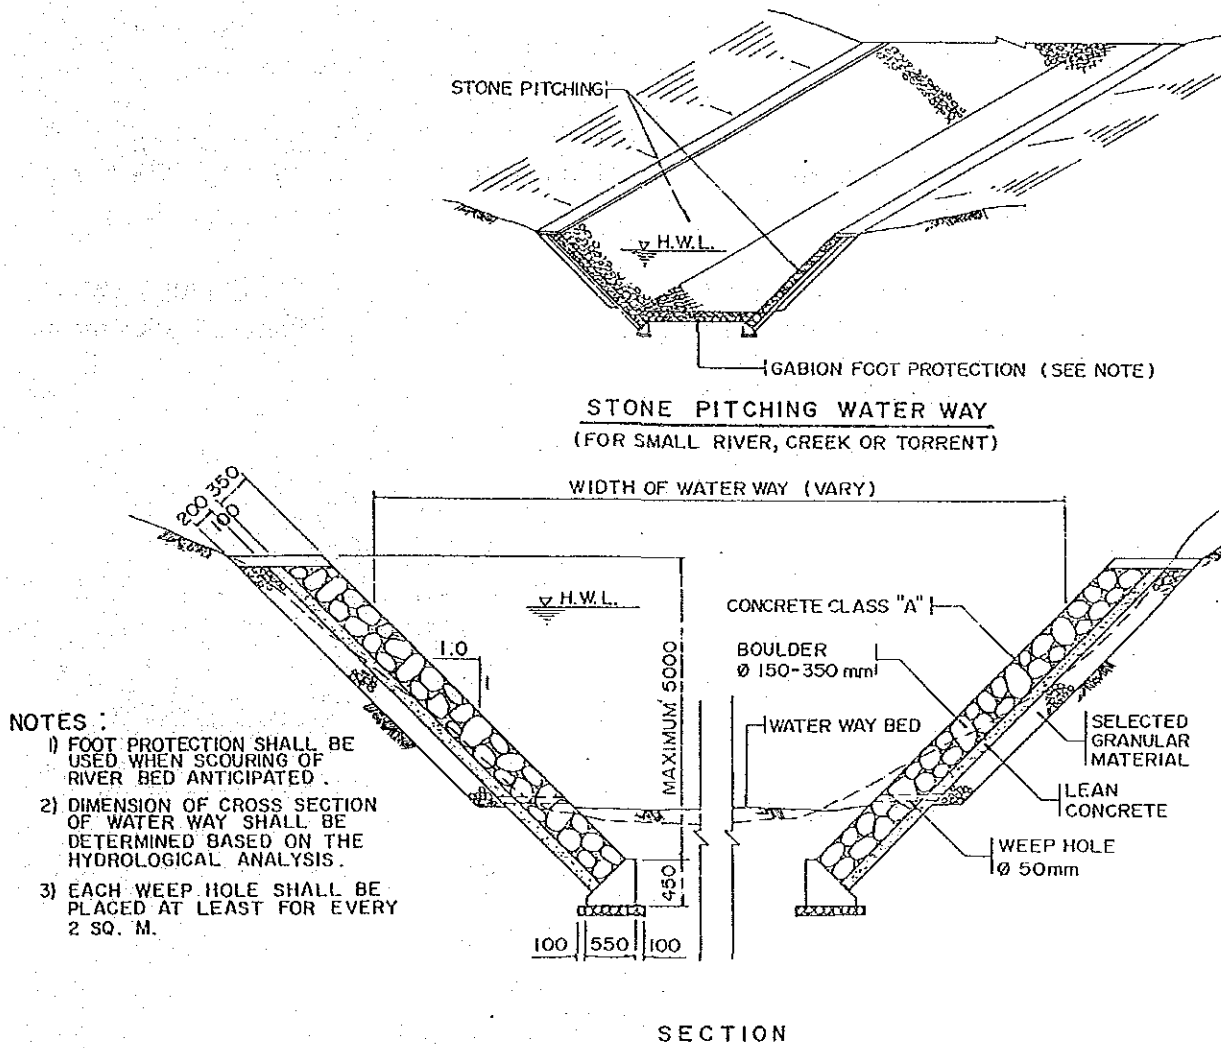 STONE PITCHING
H.W.L.
GABION FOOT PROTECTION (SEE NOTE)
STONE PITCHING WATER WAY
(FOR SMALL RIVER, CREEK OR TORRENT)
WIDTH OF WATER WAY (VARY)
350
200
100
H.W.L.
1.0
1
MAXIMUM 5000
450
CONCRETE CLASS "A"
BOULDER
Ø 150-350 mm
WATER WAY BED
SELECTED
GRANULAR
MATERIAL
LEAN
CONCRETE
WEEP HOLE
Ø 50mm
NOTES :
1) FOOT PROTECTION SHALL BE
USED WHEN SCOURING OF
RIVER BED ANTICIPATED .
2) DIMENSION OF CROSS SECTION
OF WATER WAY SHALL BE
DETERMINED BASED ON THE
HYDROLOGICAL ANALYSIS .
3) EACH WEEP HOLE SHALL BE
PLACED AT LEAST FOR EVERY
2 SQ. M.
100 550 100
SECTION